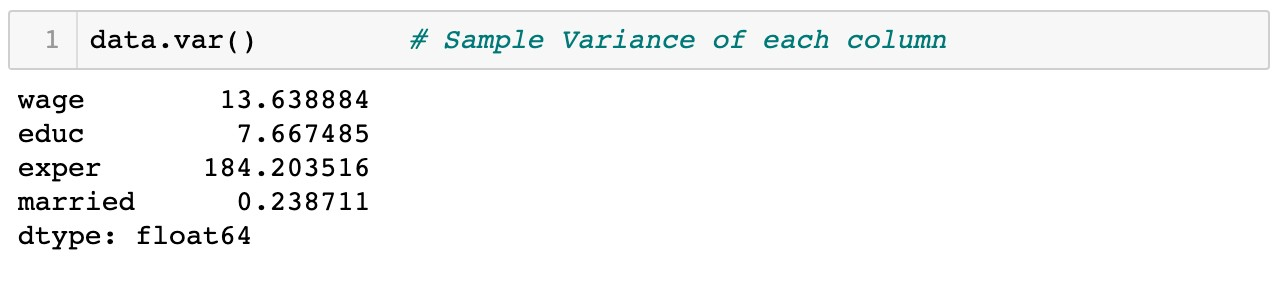 1 data.var() # Sample Variance of each column
wage 13.638884
educ 7.667485
exper 184.203516
married 0.238711
dtype: float64